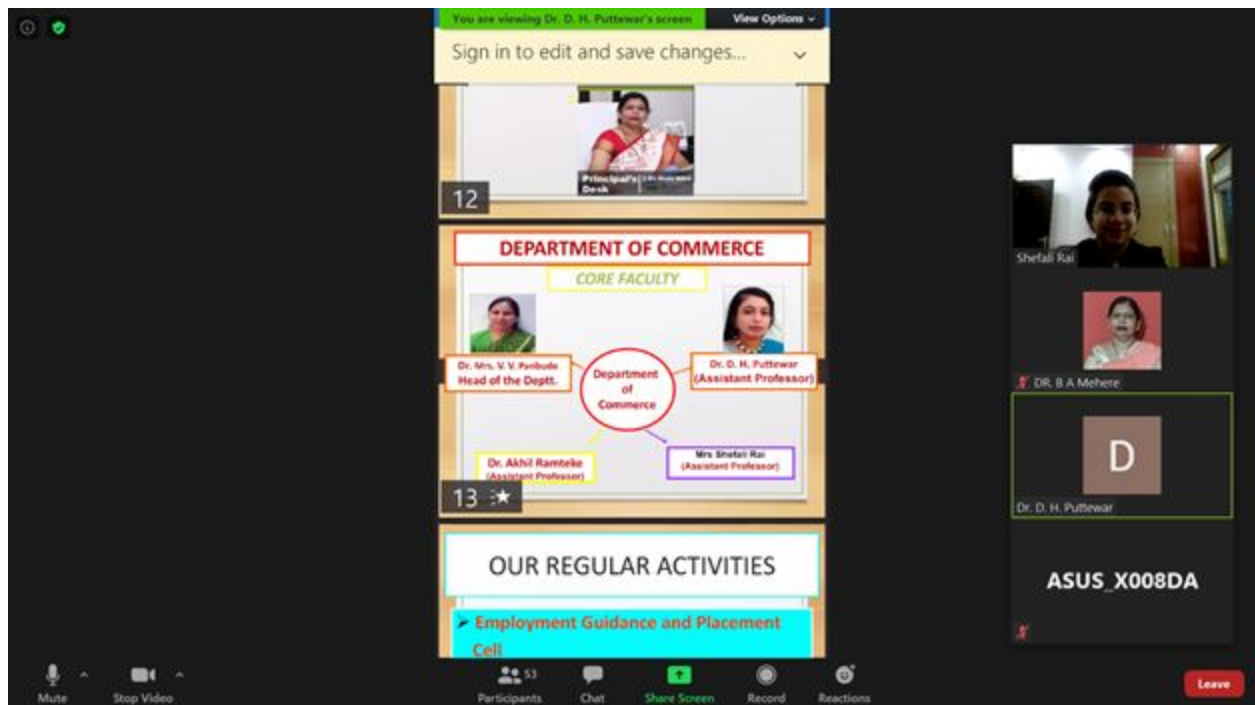 You are viewing Dr. D. H. Puttewar's screen
View Options
Sign in to edit and save changes...
Principal's
Desk
12
DEPARTMENT OF COMMERCE
CORE FACULTY
Dr. Mrs. V. V. Panbude
Head of the Deptt.
Dr. D. H. Puttewar
(Assistant Professor)
Department
of
Commerce
Dr. Akhil Ramteke
(Assistant Professor)
Mrs Shefali Rai
(Assistant Professor)
13
OUR REGULAR ACTIVITIES
Employment Guidance and Placement
Cell
Shefali Rai
DR. B A Mehere
D
Dr. D. H. Puttewar
ASUS_X008DA
Mute
Stop Video
53
Participants
Chat
Share Screen
Record
Reactions
Leave